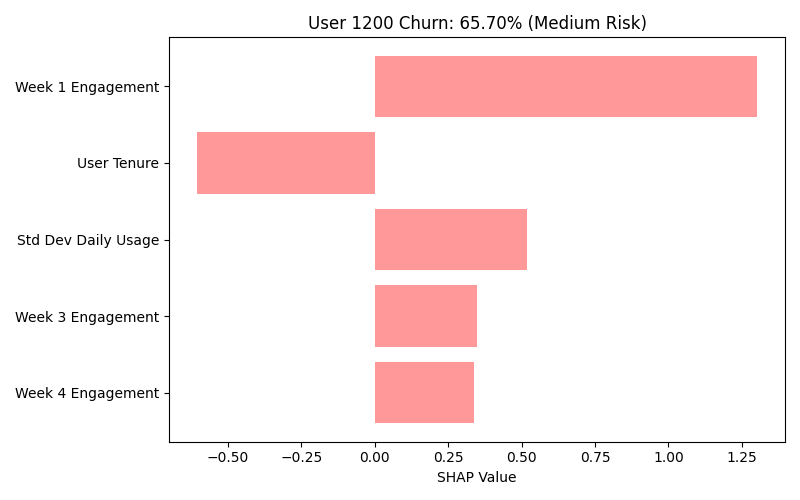 User 1200 Churn: 65.70% (Medium Risk)
Week 1 Engagement
User Tenure
Std Dev Daily Usage
Week 3 Engagement
Week 4 Engagement
−0.50 −0.25 0.00 0.25 0.50 0.75 1.00 1.25
SHAP Value